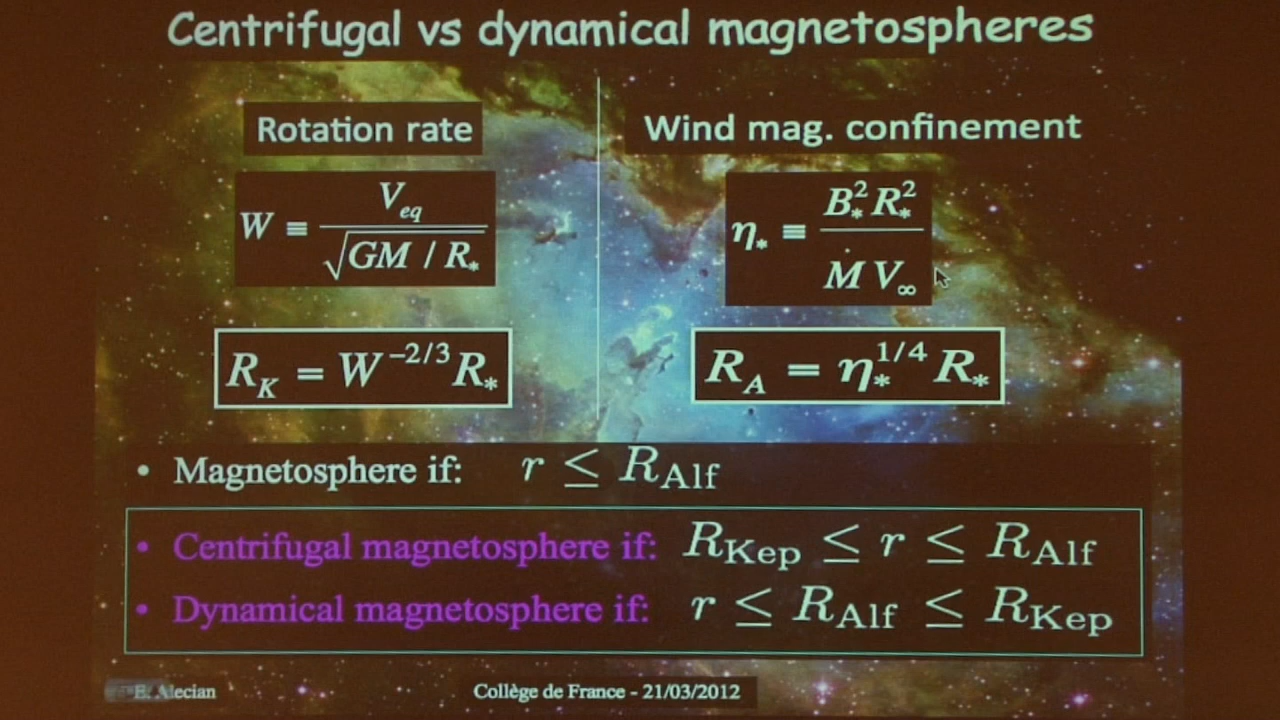 Centrifugal vs dynamical magnetospheres
Rotation rate
W ≡ V_eq / √(GM / R_*)
R_K = W^{-2/3} R_*
Wind mag. confinement
η_* ≡ B_*^2 R_*^2 / Ṁ V_∞
R_A = η_*^{1/4} R_*
• Magnetosphere if: r ≤ R_Alf
• Centrifugal magnetosphere if: R_Kep ≤ r ≤ R_Alf
• Dynamical magnetosphere if: r ≤ R_Alf ≤ R_Kep
E. Alecian
Collège de France - 21/03/2012